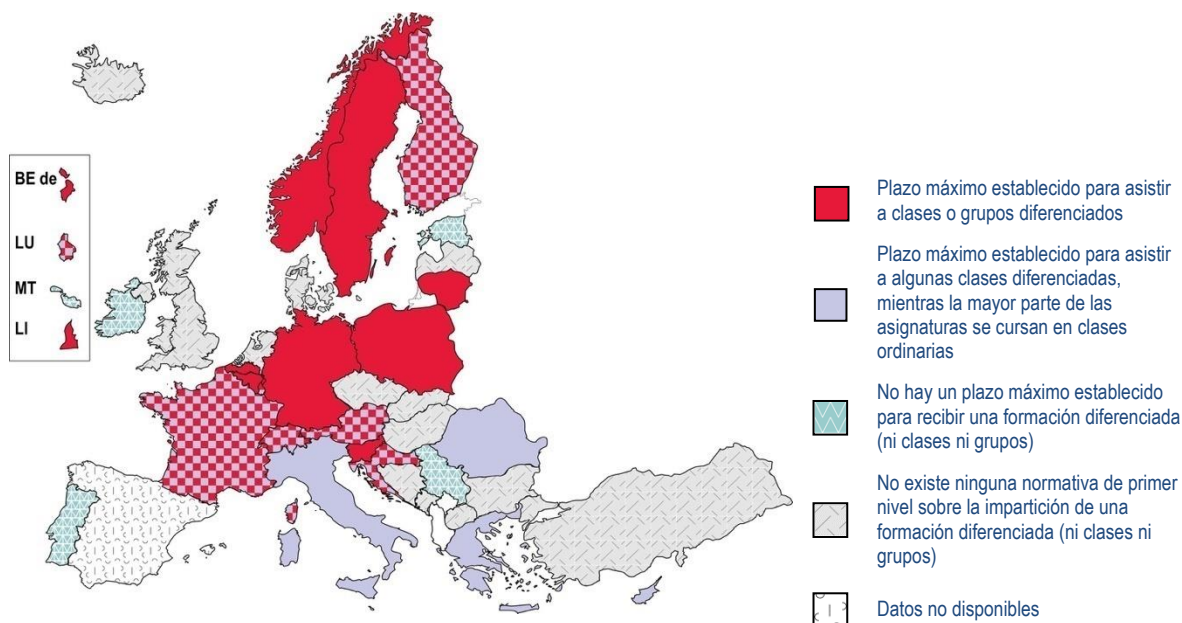 BE de
LU
MT
LI
Plazo máximo establecido para asistir
a clases o grupos diferenciados
Plazo máximo establecido para asistir
a algunas clases diferenciadas,
mientras la mayor parte de las
asignaturas se cursan en clases
ordinarias
No hay un plazo máximo establecido
para recibir una formación diferenciada
(ni clases ni grupos)
No existe ninguna normativa de primer
nivel sobre la impartición de una
formación diferenciada (ni clases ni
grupos)
Datos no disponibles